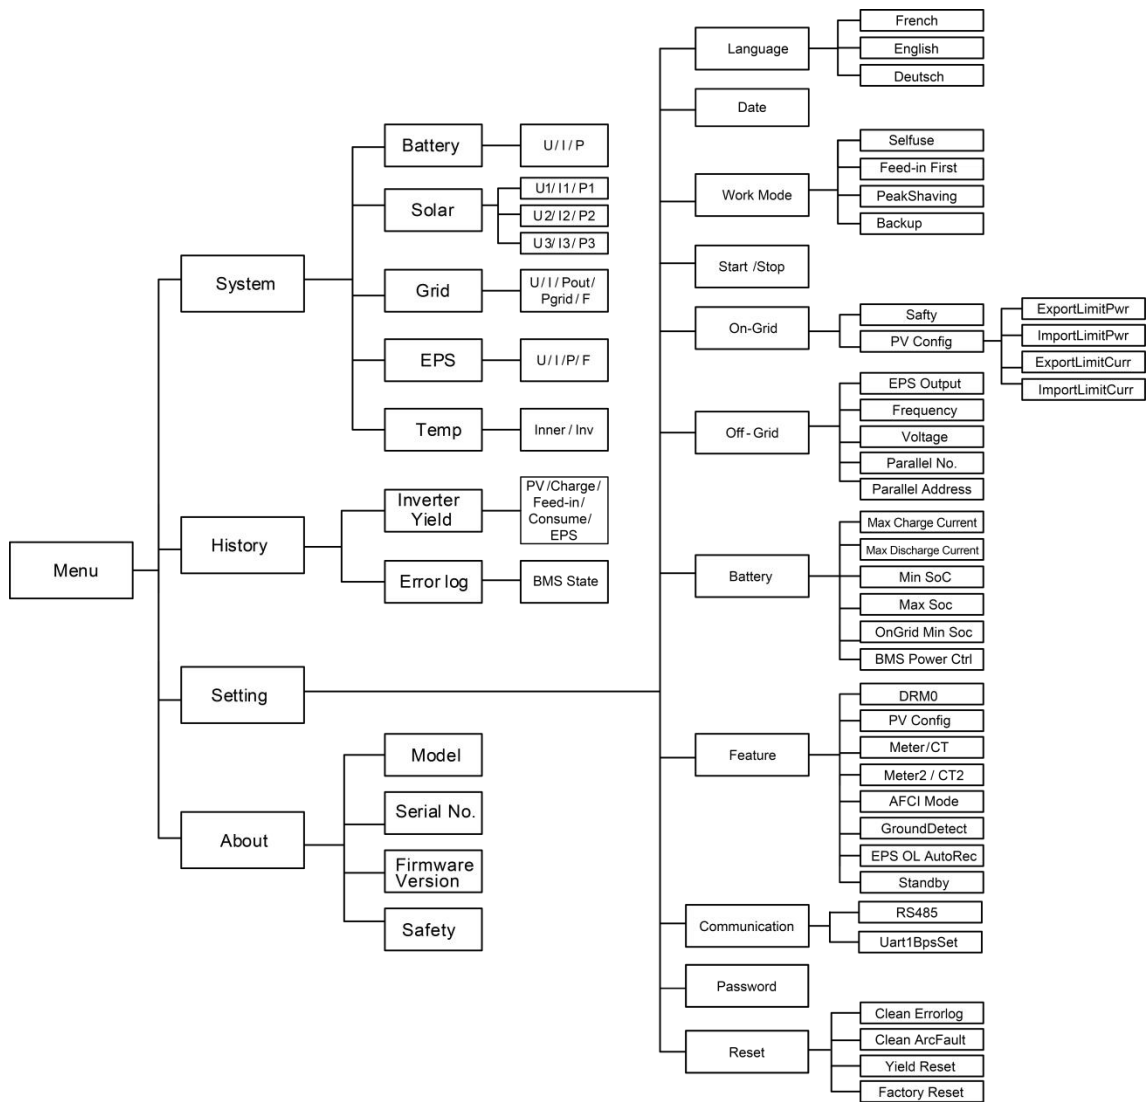 Menu
System
Battery
U/ I / P
Solar
U1/ I1/ P1
U2/ I2/ P2
U3/ I3/ P3
Grid
U/ I / Pout/
Pgrid / F
EPS
U / I /P/ F
Temp
Inner / Inv
History
Inverter
Yield
PV /Charge /
Feed-in /
Consume/
EPS
Error log
BMS State
Setting
Language
French
English
Deutsch
Date
Work Mode
Selfuse
Feed-in First
PeakShaving
Backup
Start /Stop
On-Grid
Safty
PV Config
ExportLimitPwr
ImportLimitPwr
ExportLimitCurr
ImportLimitCurr
Off - Grid
EPS Output
Frequency
Voltage
Parallel No.
Parallel Address
Battery
Max Charge Current
Max Discharge Current
Min SoC
Max Soc
OnGrid Min Soc
BMS Power Ctrl
Feature
DRM0
PV Config
Meter/CT
Meter2 / CT2
AFCI Mode
GroundDetect
EPS OL AutoRec
Standby
Communication
RS485
Uart1BpsSet
Password
Reset
Clean Errorlog
Clean ArcFault
Yield Reset
Factory Reset
About
Model
Serial No.
Firmware
Version
Safety